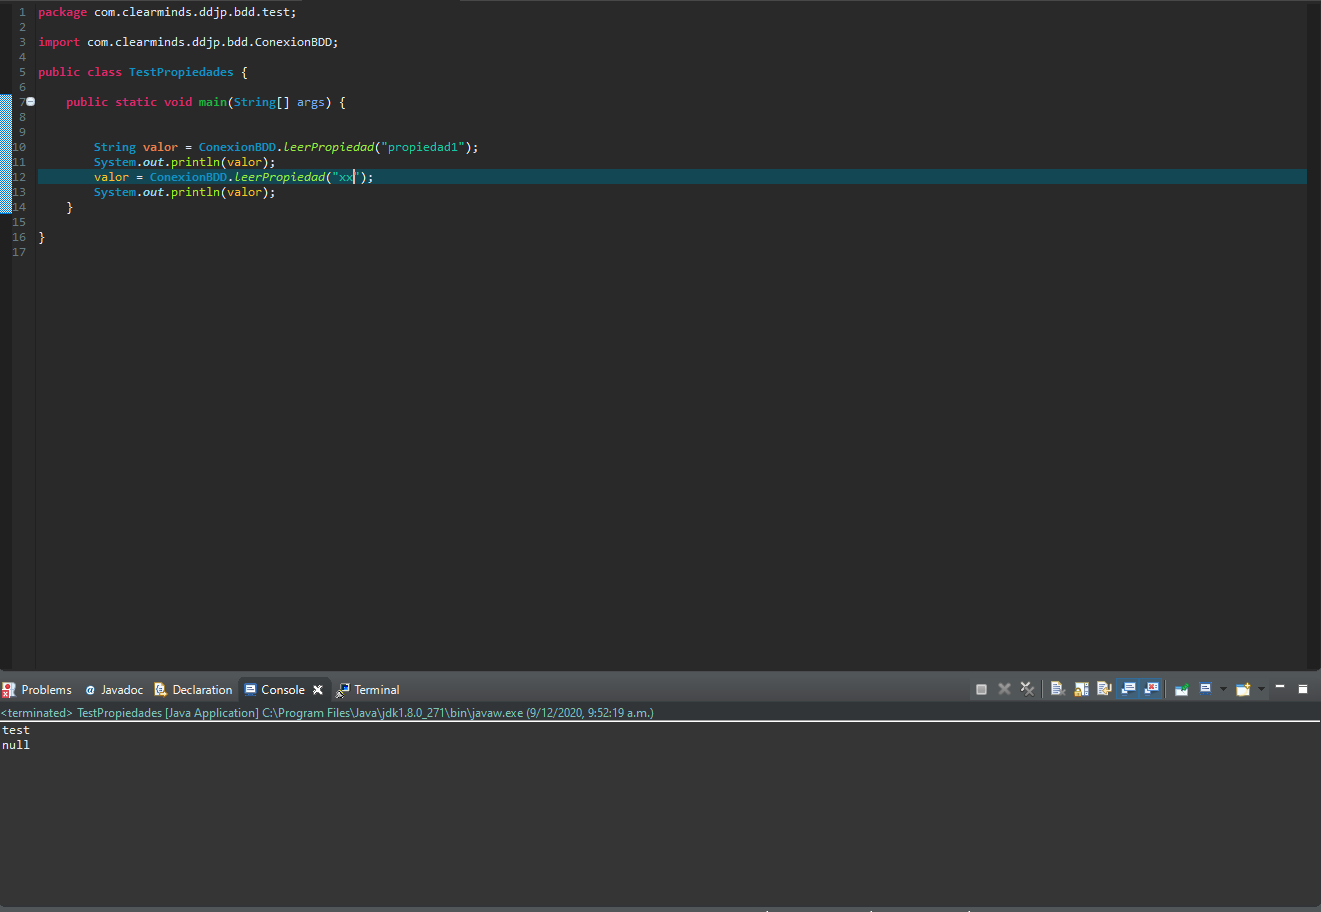 1 package com.clearminds.ddjp.bdd.test;
2
3 import com.clearminds.ddjp.bdd.ConexionBDD;
4
5 public class TestPropiedades {
6
7 public static void main(String[] args) {
8
9
10 String valor = ConexionBDD.leerPropiedad("propiedad1");
11 System.out.println(valor);
12 valor = ConexionBDD.leerPropiedad("xx");
13 System.out.println(valor);
14 }
15
16 }
17
Problems @ Javadoc Declaration Console Terminal
<terminated> TestPropiedades [Java Application] C:\Program Files\Java\jdk1.8.0_271\bin\javaw.exe (9/12/2020, 9:52:19 a.m.)
test
null